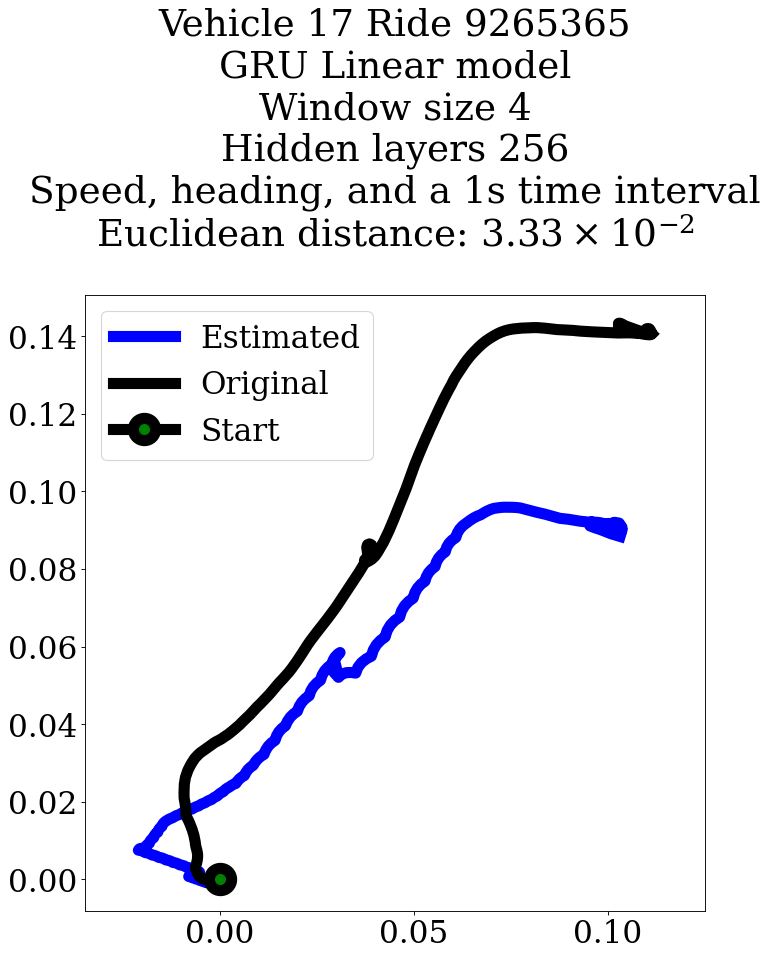 Vehicle 17 Ride 9265365
GRU Linear model
Window size 4
Hidden layers 256
Speed, heading, and a 1s time interval
Euclidean distance: 3.33 × 10⁻²
Estimated
Original
Start
0.14
0.12
0.10
0.08
0.06
0.04
0.02
0.00
0.00 0.05 0.10